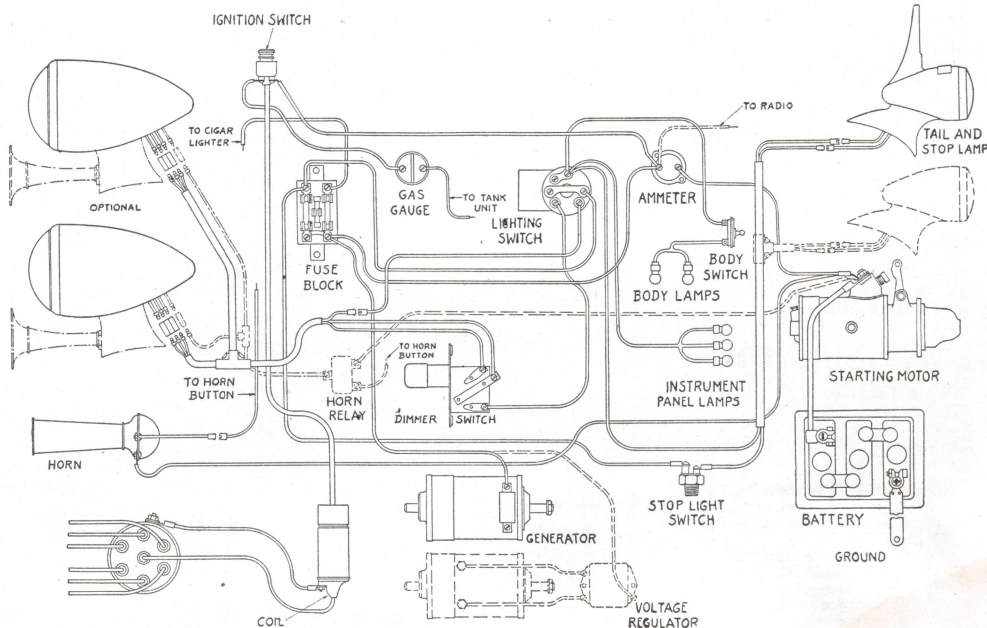 IGNITION SWITCH
TO CIGAR
LIGHTER
OPTIONAL
GAS
GAUGE
TO TANK
UNIT
LIGHTING
SWITCH
TO RADIO
AMMETER
TAIL AND
STOP LAMP
FUSE
BLOCK
BODY
SWITCH
BODY LAMPS
TO HORN
BUTTON
HORN
RELAY
TO HORN
BUTTON
DIMMER
SWITCH
INSTRUMENT
PANEL LAMPS
STARTING MOTOR
HORN
GENERATOR
STOP LIGHT
SWITCH
BATTERY
GROUND
COIL
VOLTAGE
REGULATOR